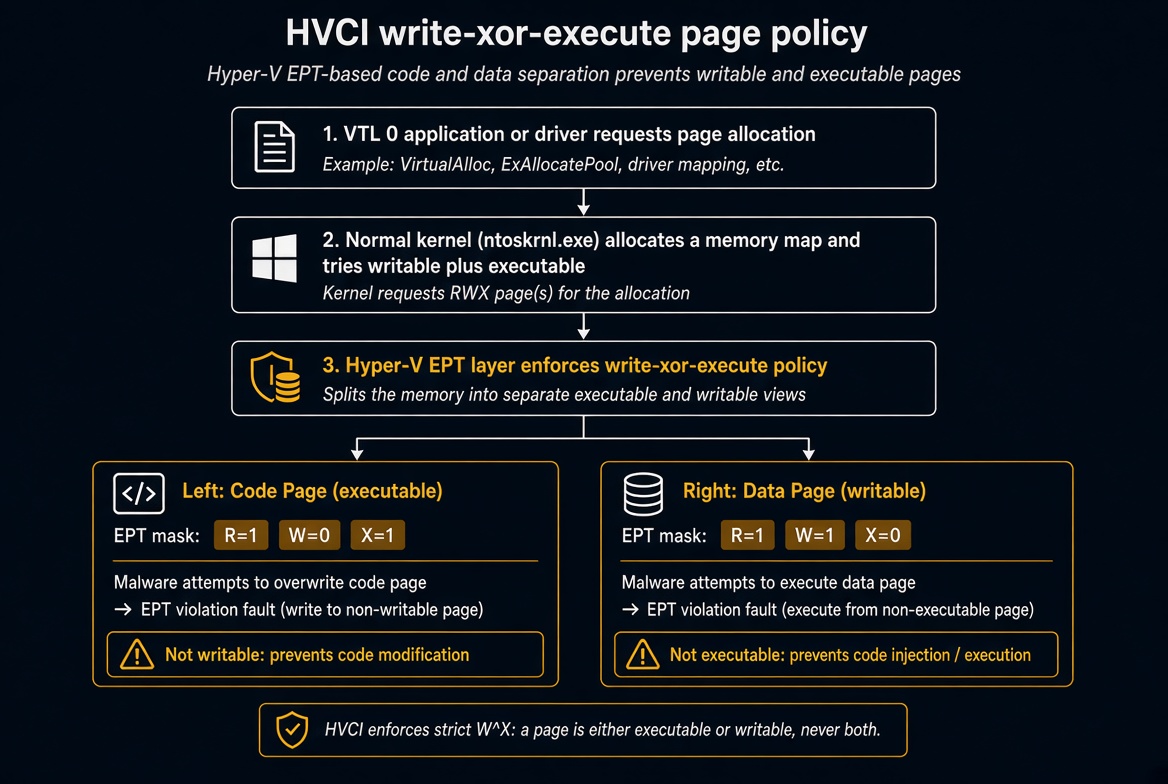 HVCI write-xor-execute page policy
Hyper-V EPT-based code and data separation prevents writable and executable pages
1. VTL 0 application or driver requests page allocation
Example: VirtualAlloc, ExAllocatePool, driver mapping, etc.
2. Normal kernel (ntoskrnl.exe) allocates a memory map and
tries writable plus executable
Kernel requests RWX page(s) for the allocation
3. Hyper-V EPT layer enforces write-xor-execute policy
Splits the memory into separate executable and writable views
</> Left: Code Page (executable)
EPT mask: R=1 W=0 X=1
Malware attempts to overwrite code page
→ EPT violation fault (write to non-writable page)
Not writable: prevents code modification
Right: Data Page (writable)
EPT mask: R=1 W=1 X=0
Malware attempts to execute data page
→ EPT violation fault (execute from non-executable page)
Not executable: prevents code injection / execution
HVCI enforces strict W^X: a page is either executable or writable, never both.